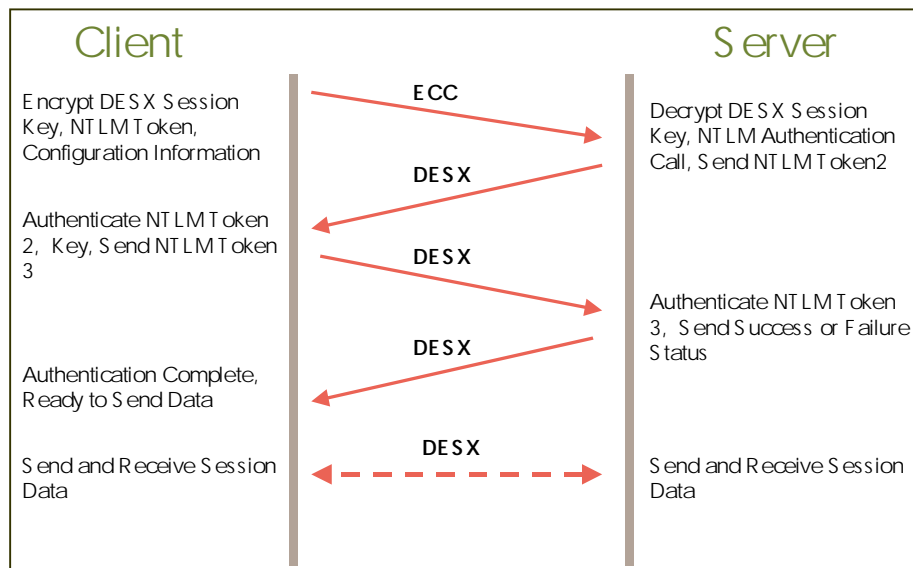 Client
Server
ECC
Encrypt DESX Session
Key, NTLM Token,
Configuration Information
Decrypt DESX Session
Key, NTLM Authentication
Call, Send NTLM Token2
DESX
Authenticate NTLM Token
2, Key, Send NTLM Token
3
DESX
Authenticate NTLM Token
3, Send Success or Failure
Status
DESX
Authentication Complete,
Ready to Send Data
DESX
Send and Receive Session
Data
Send and Receive Session
Data